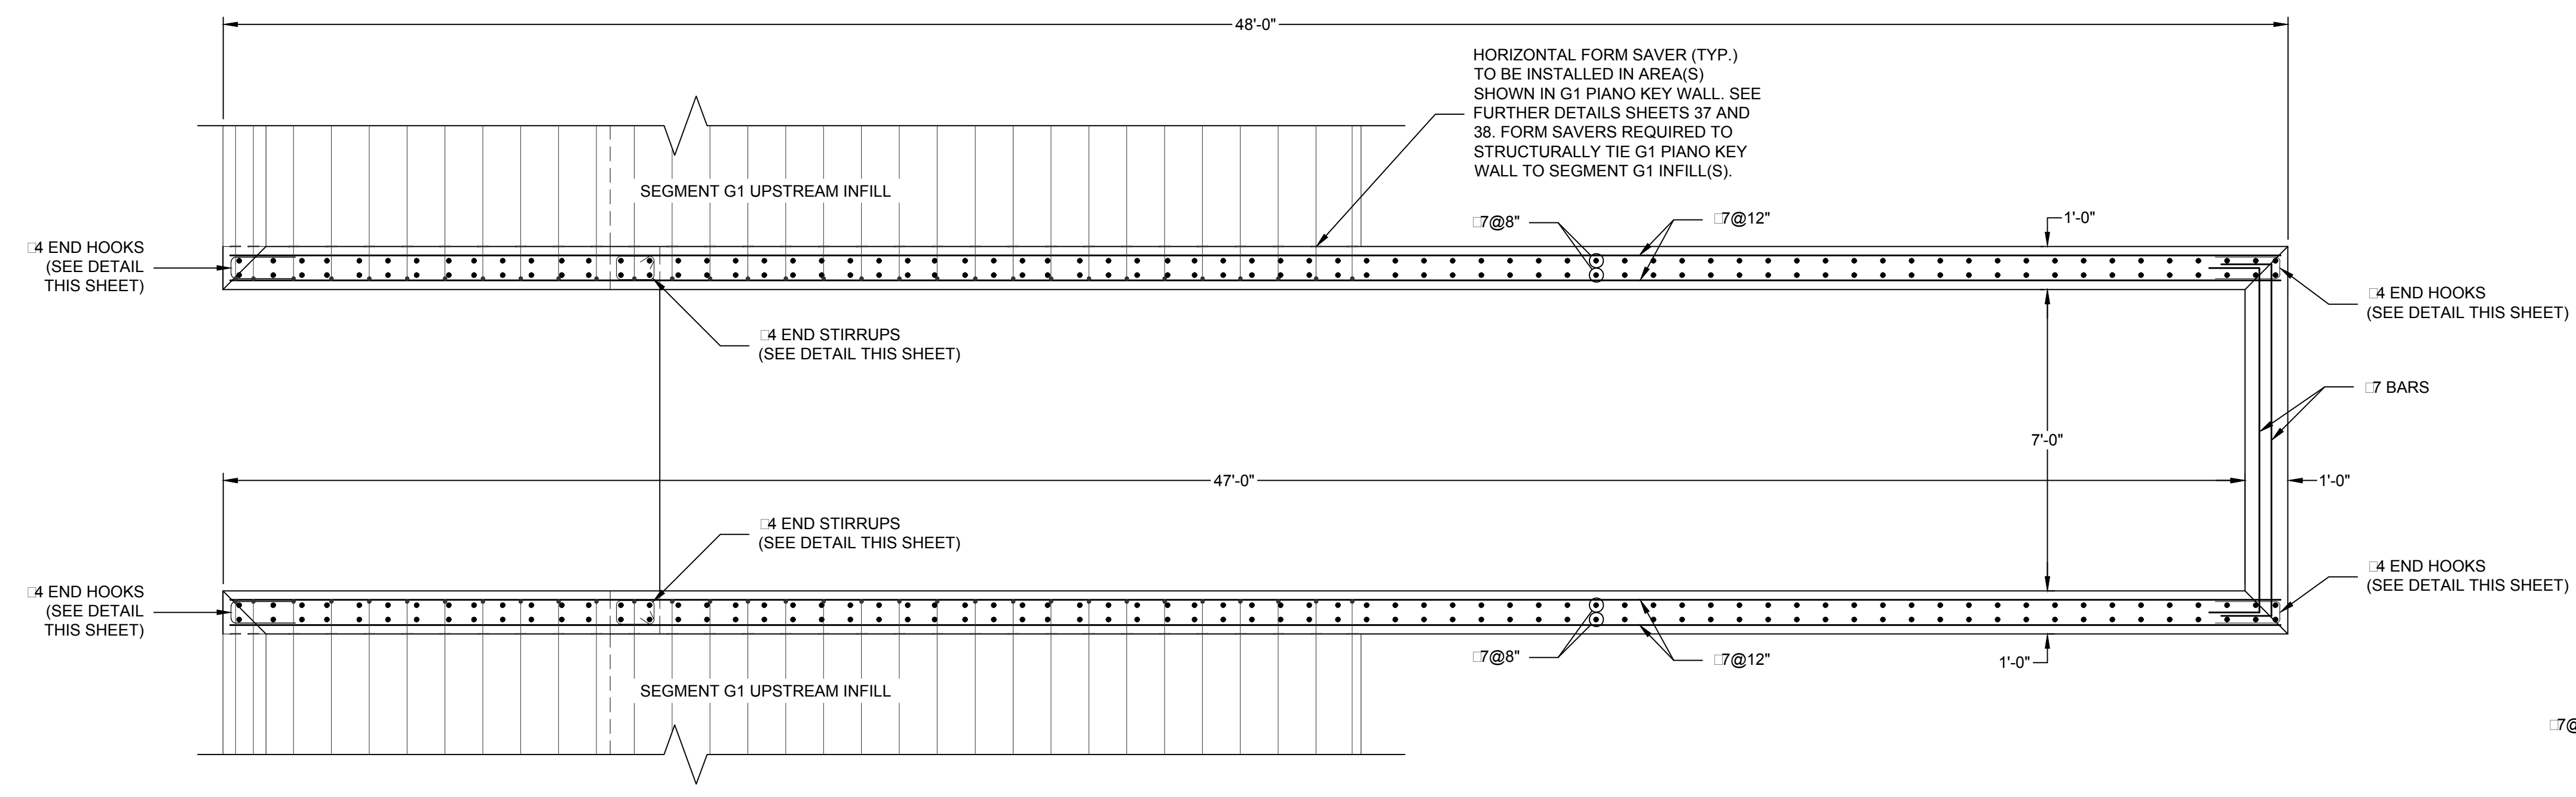 48'-0"
HORIZONTAL FORM SAVER (TYP.)
TO BE INSTALLED IN AREA(S)
SHOWN IN G1 PIANO KEY WALL. SEE
FURTHER DETAILS SHEETS 37 AND
38. FORM SAVERS REQUIRED TO
STRUCTURALLY TIE G1 PIANO KEY
WALL TO SEGMENT G1 INFILL(S).
SEGMENT G1 UPSTREAM INFILL
□7@8"
□7@12"
1'-0"
□4 END HOOKS
(SEE DETAIL
THIS SHEET)
□4 END HOOKS
(SEE DETAIL THIS SHEET)
□4 END STIRRUPS
(SEE DETAIL THIS SHEET)
□7 BARS
7'-0"
47'-0"
1'-0"
□4 END STIRRUPS
(SEE DETAIL THIS SHEET)
□4 END HOOKS
(SEE DETAIL
THIS SHEET)
□4 END HOOKS
(SEE DETAIL THIS SHEET)
□7@8"
□7@12"
1'-0"
SEGMENT G1 UPSTREAM INFILL
□7@